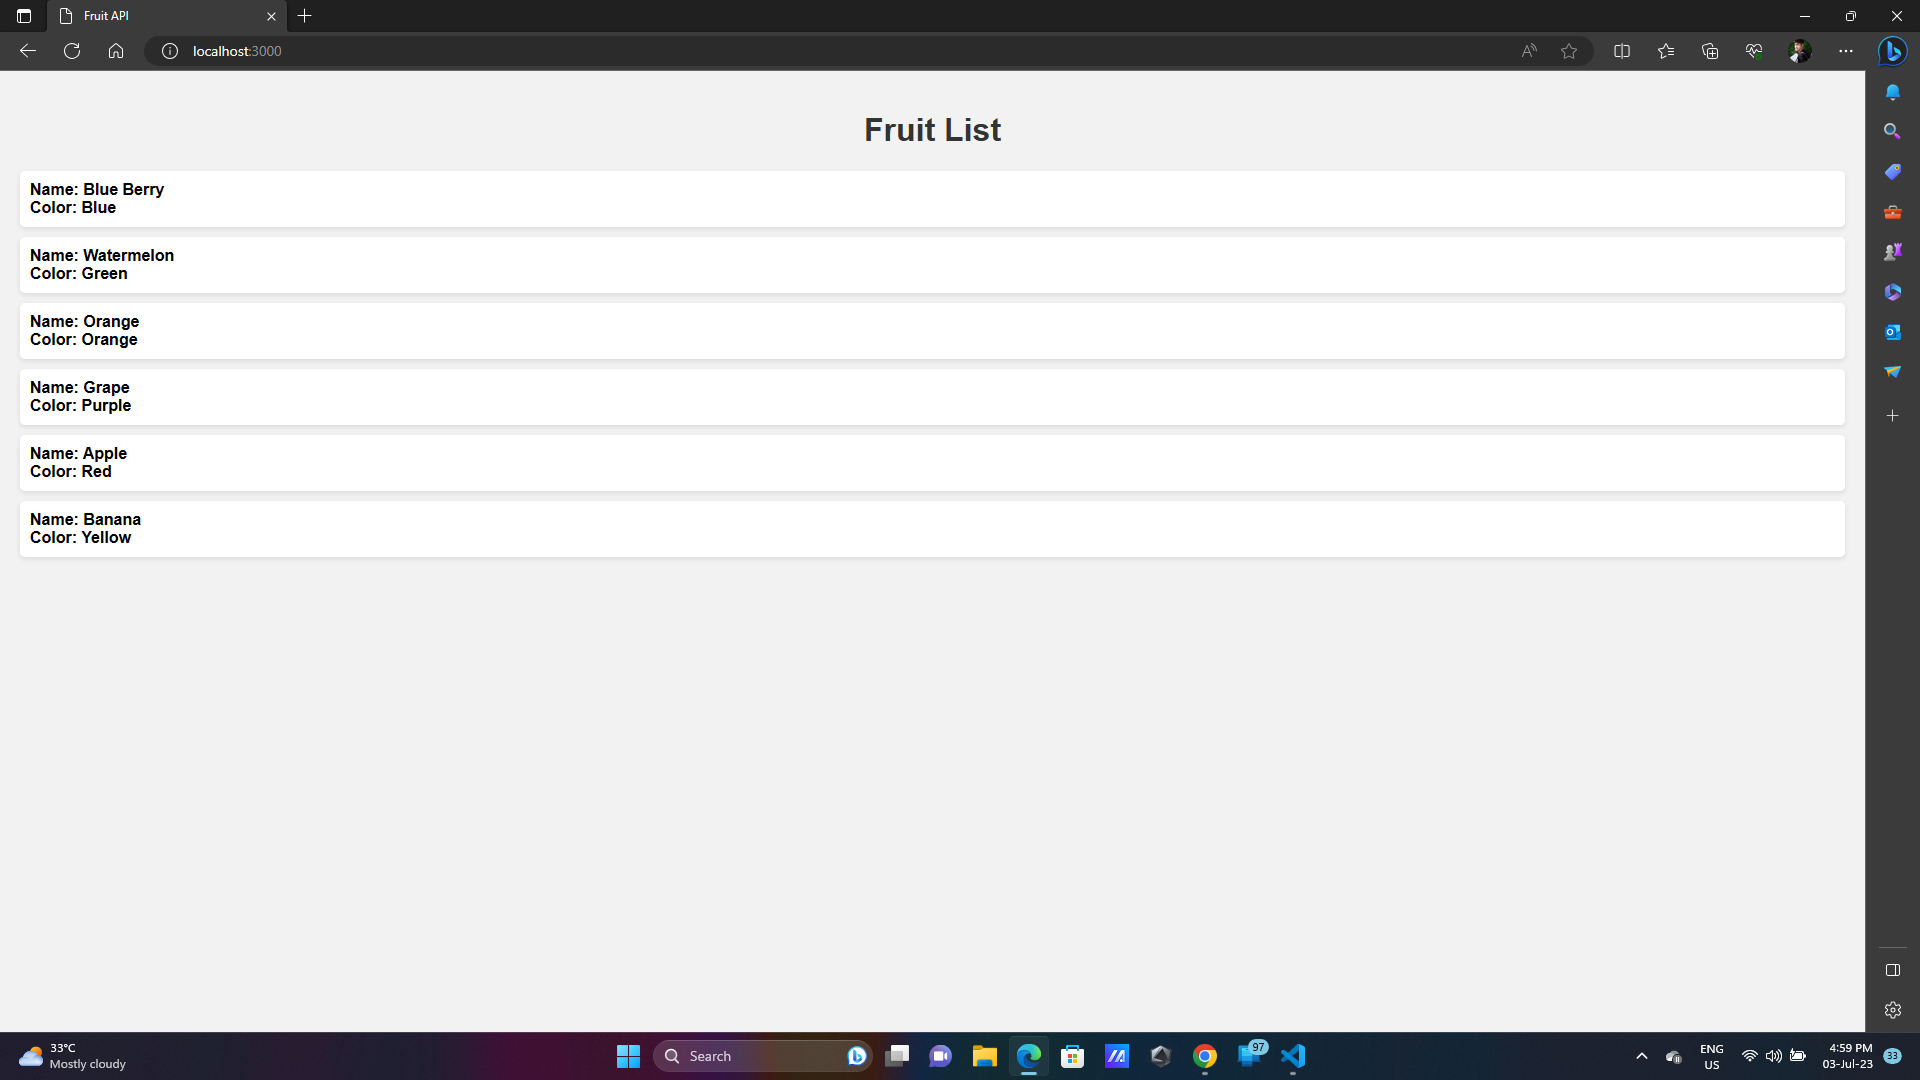 Fruit API
localhost:3000
Fruit List
Name: Blue Berry
Color: Blue
Name: Watermelon
Color: Green
Name: Orange
Color: Orange
Name: Grape
Color: Purple
Name: Apple
Color: Red
Name: Banana
Color: Yellow
33°C
Mostly cloudy
Search
97
ENG
US
4:59 PM
03-Jul-23
33